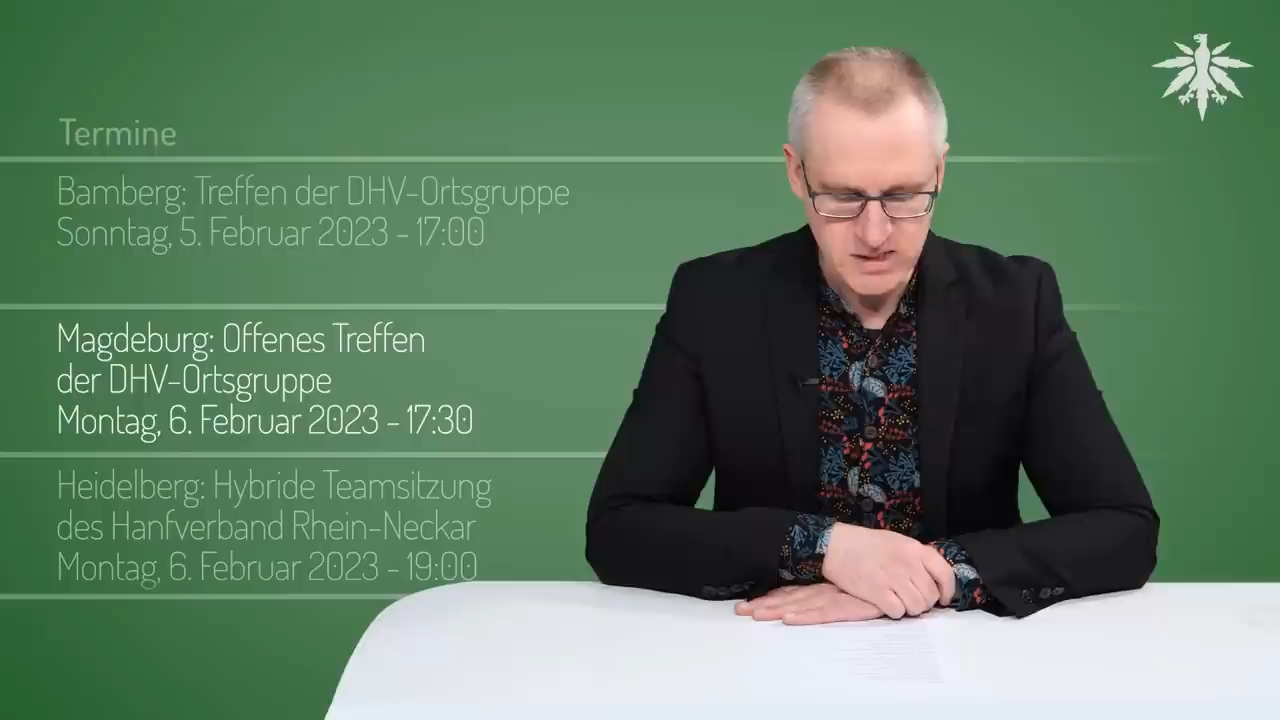 Termine
Bamberg: Treffen der DHV-Ortsgruppe
Sonntag, 5. Februar 2023 - 17:00
Magdeburg: Offenes Treffen
der DHV-Ortsgruppe
Montag, 6. Februar 2023 - 17:30
Heidelberg: Hybride Teamsitzung
des Hanfverband Rhein-Neckar
Montag, 6. Februar 2023 - 19:00